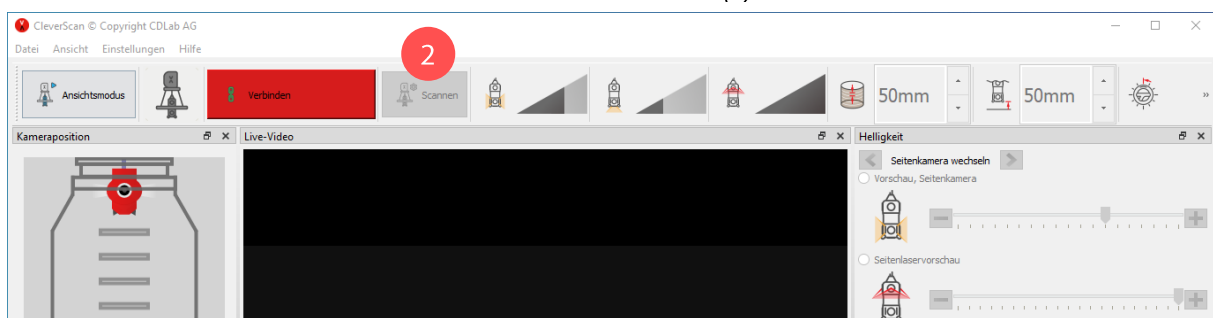 CleverScan © Copyright CDLab AG
Datei Ansicht Einstellungen Hilfe
2
Ansichtsmodus
Verbinden
Scannen
50mm
50mm
»
Kameraposition
Live-Video
Helligkeit
Seitenkamera wechseln
Vorschau, Seitenkamera
Seitenlaservorschau